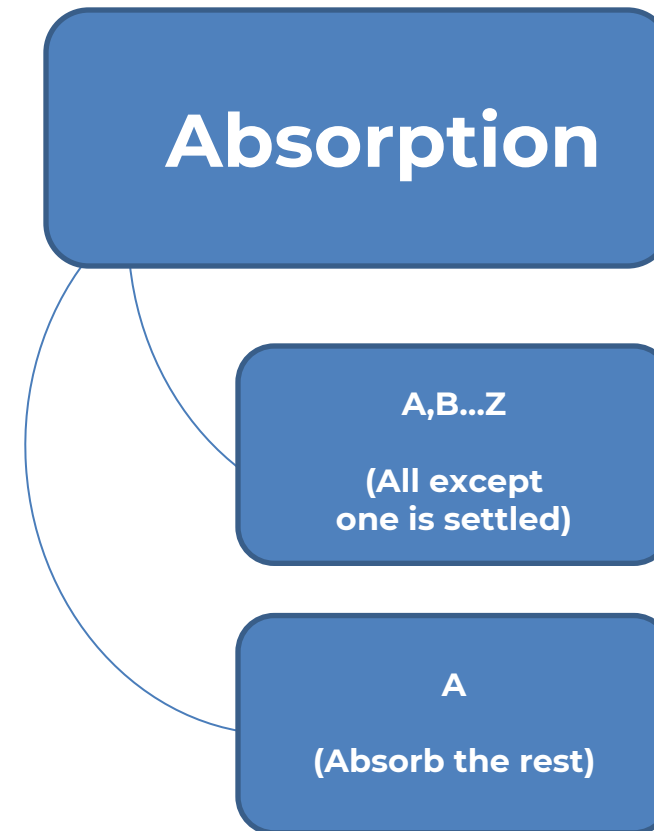 Absorption
A,B...Z
(All except
one is settled)
A
(Absorb the rest)